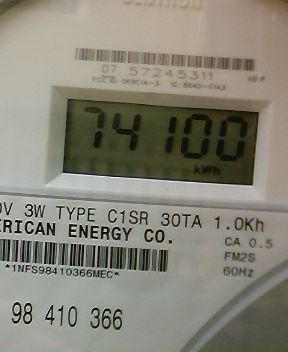 07 57245311
74100
kWh
0V 3W TYPE C1SR 30TA 1.0Kh
ERICAN ENERGY CO.
CA 0.5
FM2S
*1NFS98410366MEC*
60Hz
98 410 366